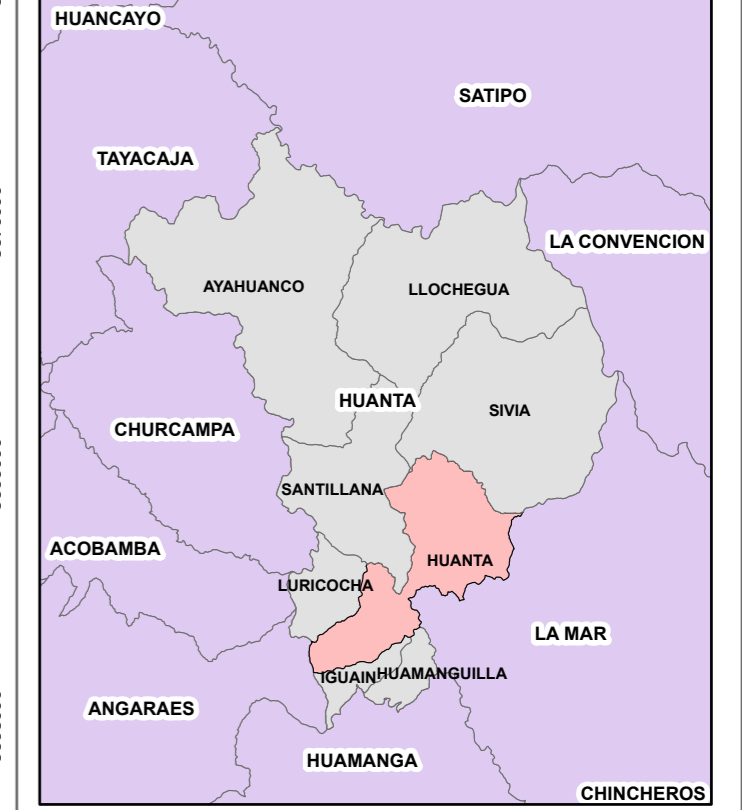 HUANCAYO
SATIPO
TAYACAJA
LA CONVENCION
AYAHUANCO
LLOCHEGUA
HUANTA
SIVIA
CHURCAMPA
SANTILLANA
ACOBAMBA
HUANTA
LURICOCHA
LA MAR
IGUAIN
HUAMANGUILLA
ANGARAES
HUAMANGA
CHINCHEROS